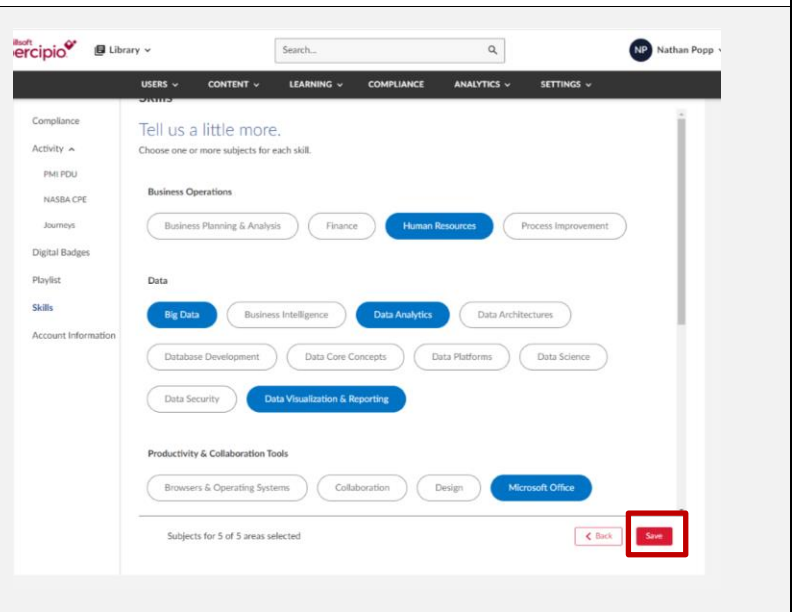 Library
Search...
NP Nathan Popp
USERS CONTENT LEARNING COMPLIANCE ANALYTICS SETTINGS
Skills
Compliance
Activity
PMI PDU
NASBA CPE
Journeys
Digital Badges
Playlist
Skills
Account Information
Tell us a little more.
Choose one or more subjects for each skill.
Business Operations
Business Planning & Analysis Finance Human Resources Process Improvement
Data
Big Data Business Intelligence Data Analytics Data Architectures
Database Development Data Core Concepts Data Platforms Data Science
Data Security Data Visualization & Reporting
Productivity & Collaboration Tools
Browsers & Operating Systems Collaboration Design Microsoft Office
Subjects for 5 of 5 areas selected
Back Save